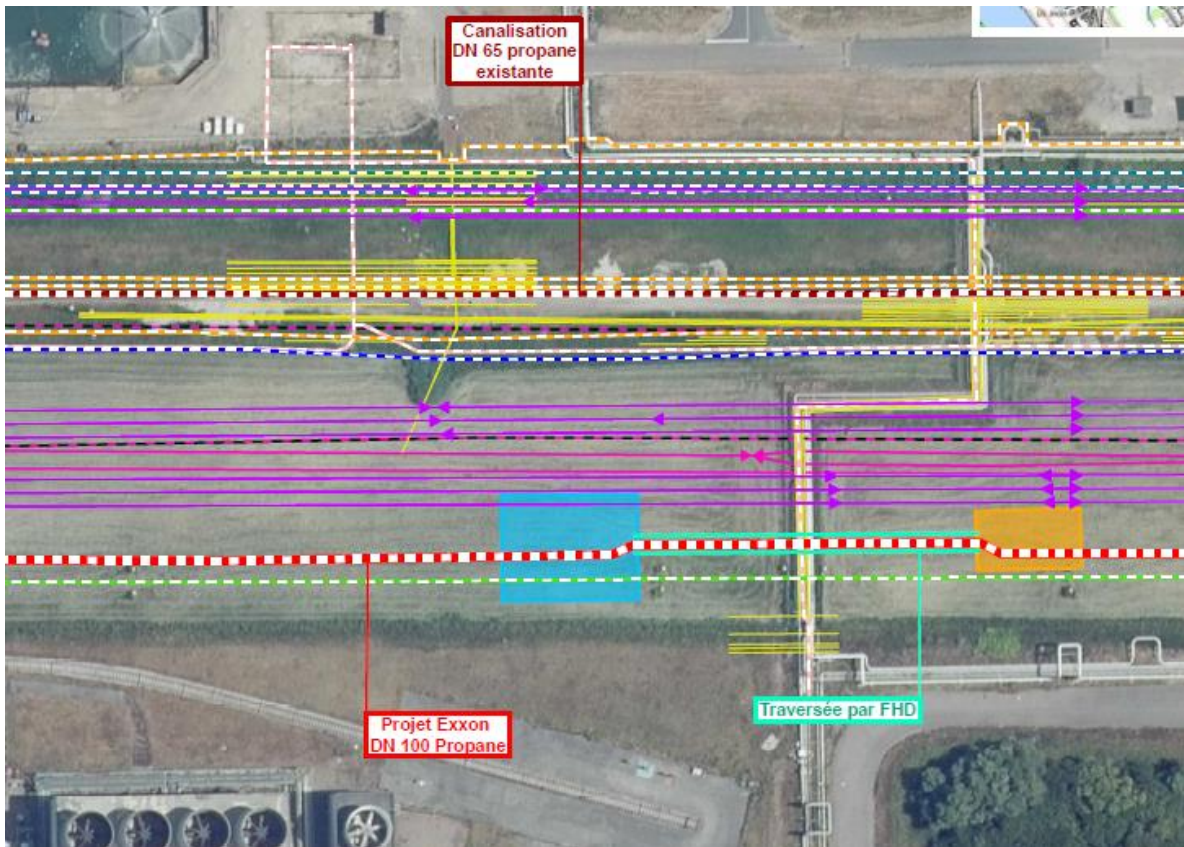 Canalisation
DN 65 propane
existante
Traversée par FHD
Projet Exxon
DN 100 Propane